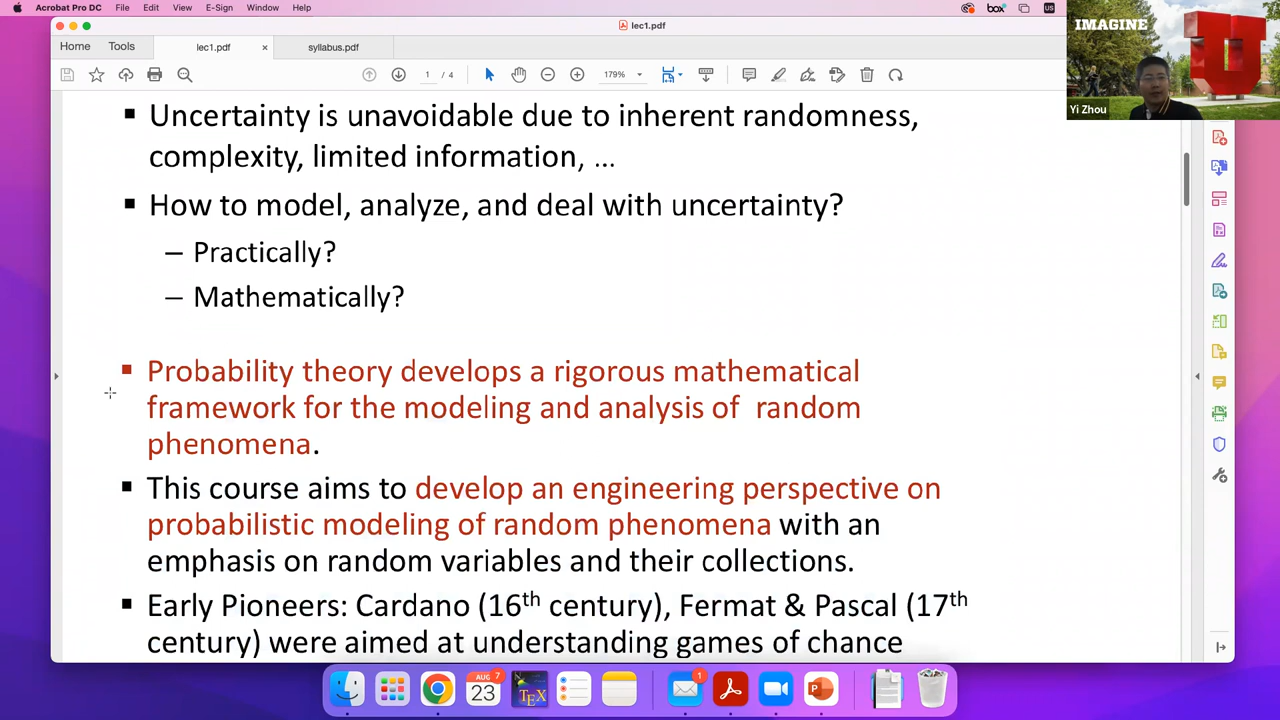 Acrobat Pro DC File Edit View E-Sign Window Help box US
lec1.pdf
Home Tools lec1.pdf × syllabus.pdf
1 / 4 179%
IMAGINE
U
Yi Zhou
▪ Uncertainty is unavoidable due to inherent randomness,
complexity, limited information, ...
▪ How to model, analyze, and deal with uncertainty?
– Practically?
– Mathematically?
▪ Probability theory develops a rigorous mathematical
framework for the modeling and analysis of random
phenomena.
▪ This course aims to develop an engineering perspective on
probabilistic modeling of random phenomena with an
emphasis on random variables and their collections.
▪ Early Pioneers: Cardano (16th century), Fermat & Pascal (17th
century) were aimed at understanding games of chance
AUG 7
23
TEX
1